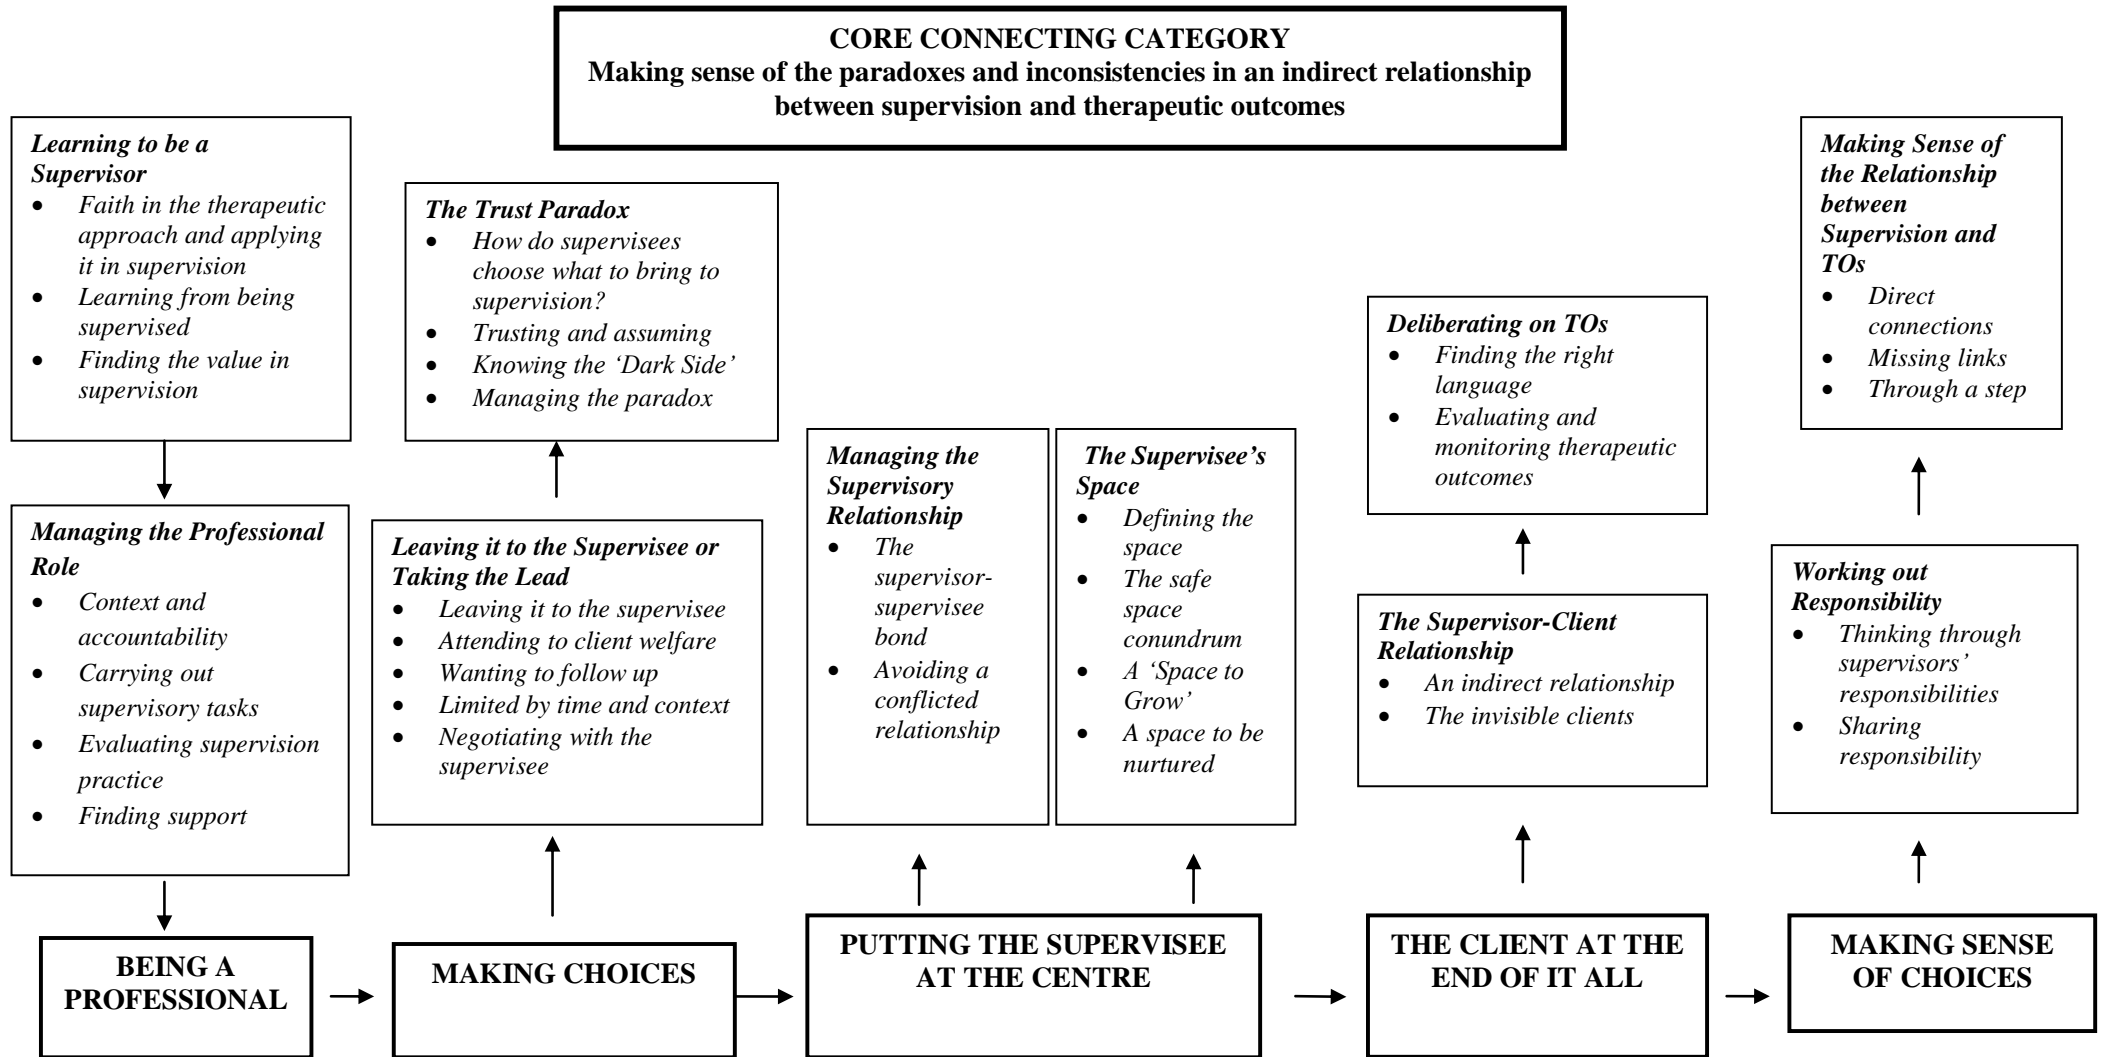 CORE CONNECTING CATEGORY
Making sense of the paradoxes and inconsistencies in an indirect relationship
between supervision and therapeutic outcomes
Learning to be a
Supervisor
• Faith in the therapeutic
approach and applying
it in supervision
• Learning from being
supervised
• Finding the value in
supervision
Managing the Professional
Role
• Context and
accountability
• Carrying out
supervisory tasks
• Evaluating supervision
practice
• Finding support
BEING A
PROFESSIONAL
The Trust Paradox
• How do supervisees
choose what to bring to
supervision?
• Trusting and assuming
• Knowing the ‘Dark Side’
• Managing the paradox
Leaving it to the Supervisee or
Taking the Lead
• Leaving it to the supervisee
• Attending to client welfare
• Wanting to follow up
• Limited by time and context
• Negotiating with the
supervisee
MAKING CHOICES
Managing the
Supervisory
Relationship
• The
supervisor-
supervisee
bond
• Avoiding a
conflicted
relationship
The Supervisee’s
Space
• Defining the
space
• The safe
space
conundrum
• A ‘Space to
Grow’
• A space to be
nurtured
PUTTING THE SUPERVISEE
AT THE CENTRE
Deliberating on TOs
• Finding the right
language
• Evaluating and
monitoring therapeutic
outcomes
The Supervisor-Client
Relationship
• An indirect relationship
• The invisible clients
THE CLIENT AT THE
END OF IT ALL
Making Sense of
the Relationship
between
Supervision and
TOs
• Direct
connections
• Missing links
• Through a step
Working out
Responsibility
• Thinking through
supervisors’
responsibilities
• Sharing
responsibility
MAKING SENSE
OF CHOICES